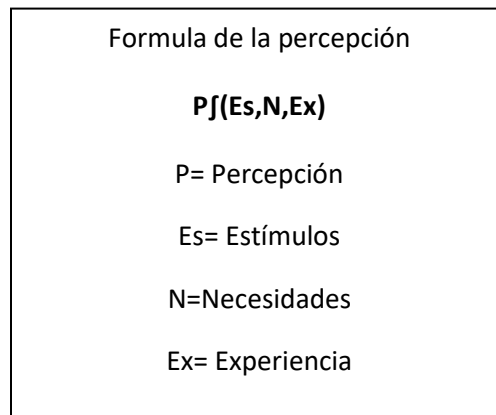 Formula de la percepción
P∫(Es,N,Ex)
P= Percepción
Es= Estímulos
N=Necesidades
Ex= Experiencia